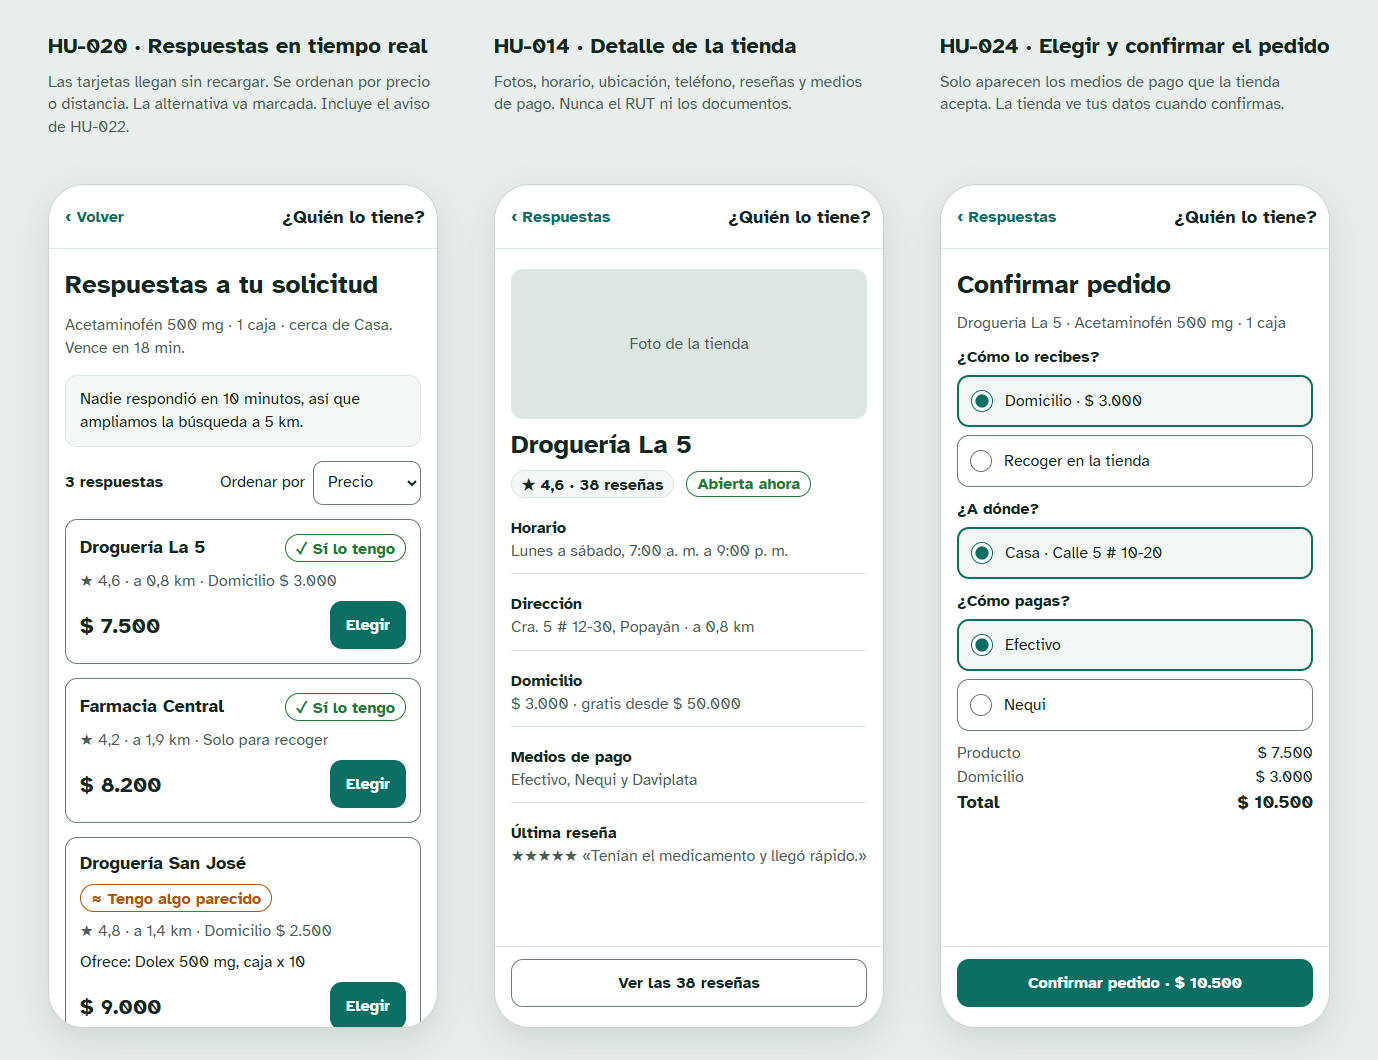 HU-020 · Respuestas en tiempo real
Las tarjetas llegan sin recargar. Se ordenan por precio
o distancia. La alternativa va marcada. Incluye el aviso
de HU-022.
‹ Volver
¿Quién lo tiene?
Respuestas a tu solicitud
Acetaminofén 500 mg · 1 caja · cerca de Casa.
Vence en 18 min.
Nadie respondió en 10 minutos, así que
ampliamos la búsqueda a 5 km.
3 respuestas
Ordenar por
Precio
Droguería La 5
✓ Sí lo tengo
★ 4,6 · a 0,8 km · Domicilio $ 3.000
$ 7.500
Elegir
Farmacia Central
✓ Sí lo tengo
★ 4,2 · a 1,9 km · Solo para recoger
$ 8.200
Elegir
Droguería San José
≈ Tengo algo parecido
★ 4,8 · a 1,4 km · Domicilio $ 2.500
Ofrece: Dolex 500 mg, caja x 10
$ 9.000
Elegir
HU-014 · Detalle de la tienda
Fotos, horario, ubicación, teléfono, reseñas y medios
de pago. Nunca el RUT ni los documentos.
‹ Respuestas
¿Quién lo tiene?
Foto de la tienda
Droguería La 5
★ 4,6 · 38 reseñas
Abierta ahora
Horario
Lunes a sábado, 7:00 a. m. a 9:00 p. m.
Dirección
Cra. 5 # 12-30, Popayán · a 0,8 km
Domicilio
$ 3.000 · gratis desde $ 50.000
Medios de pago
Efectivo, Nequi y Daviplata
Última reseña
★★★★★ «Tenían el medicamento y llegó rápido.»
Ver las 38 reseñas
HU-024 · Elegir y confirmar el pedido
Solo aparecen los medios de pago que la tienda
acepta. La tienda ve tus datos cuando confirmas.
‹ Respuestas
¿Quién lo tiene?
Confirmar pedido
Droguería La 5 · Acetaminofén 500 mg · 1 caja
¿Cómo lo recibes?
Domicilio · $ 3.000
Recoger en la tienda
¿A dónde?
Casa · Calle 5 # 10-20
¿Cómo pagas?
Efectivo
Nequi
Producto
$ 7.500
Domicilio
$ 3.000
Total
$ 10.500
Confirmar pedido · $ 10.500